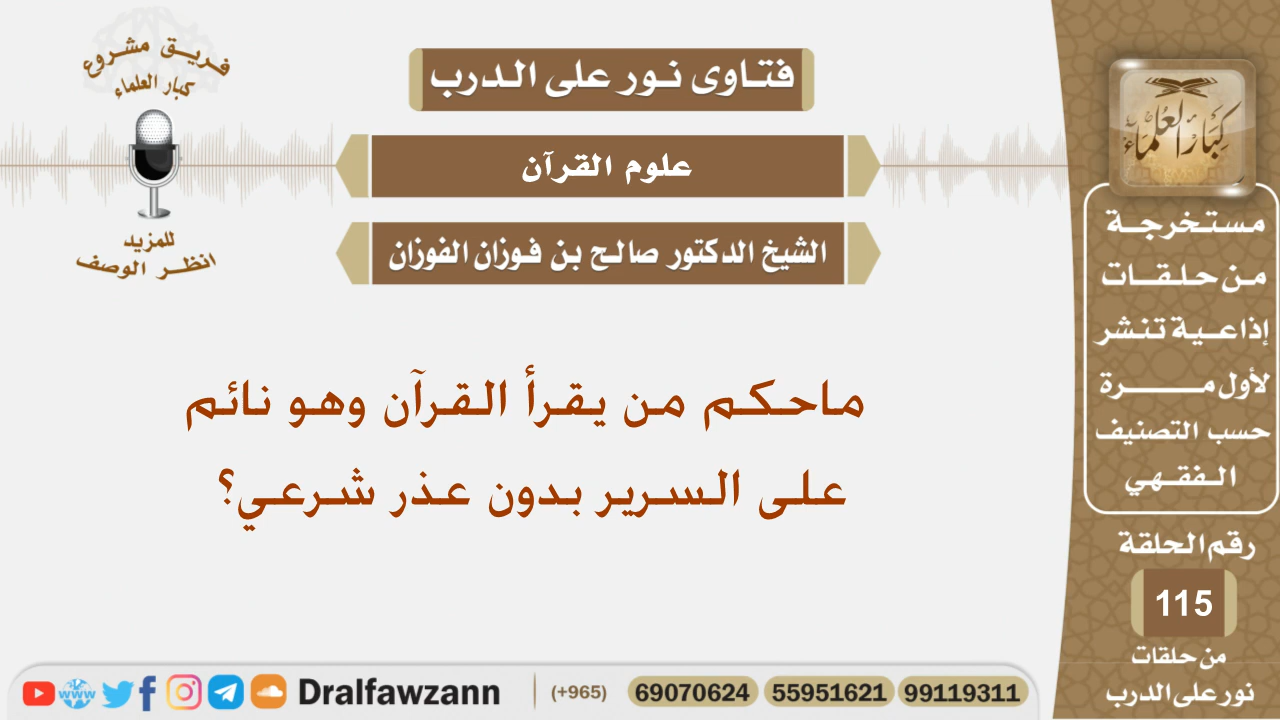 فريق مشروع
كبار العلماء
للمزيد
انظر الوصف
فتاوى نور على الدرب
علوم القرآن
الشيخ الدكتور صالح بن فوزان الفوزان
ماحكم من يقرأ القرآن وهو نائم
على السرير بدون عذر شرعي؟
كبار العلماء
مستخرجة
من حلقات
إذاعية تنشر
لأول مرة
حسب التصنيف
الفقهي
رقم الحلقة
115
من حلقات
نور على الدرب
www Dralfawzann (+965) 69070624 55951621 99119311